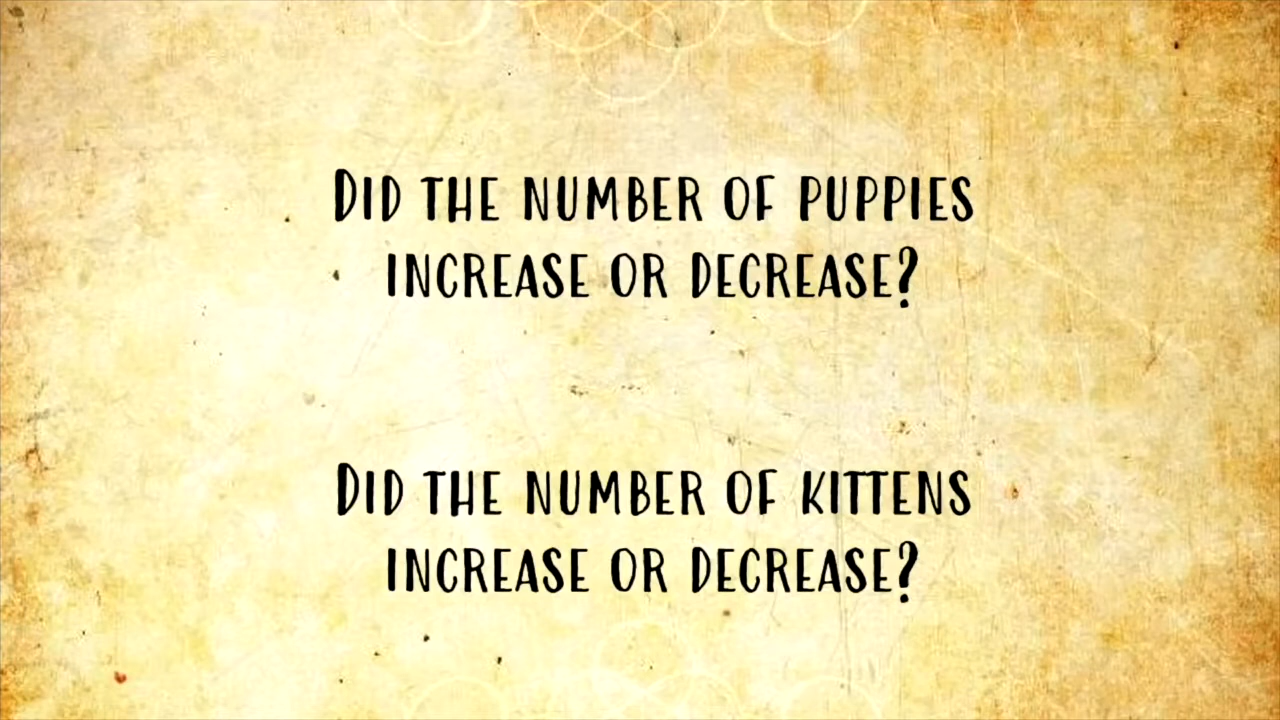 Did the number of puppies
increase or decrease?
Did the number of kittens
increase or decrease?